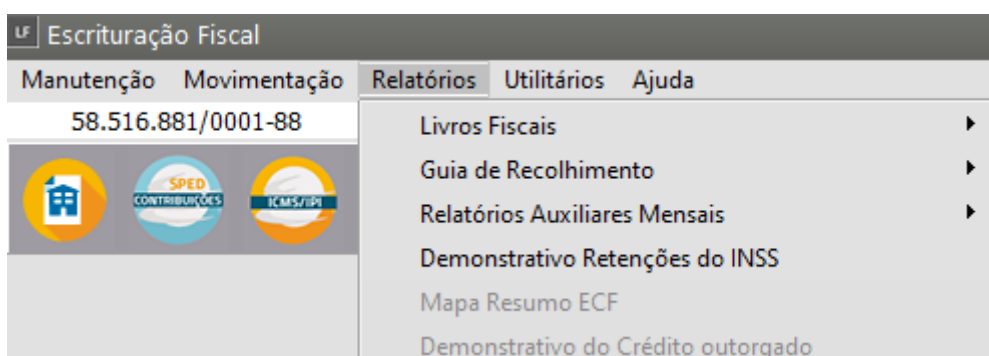 LF Escrituração Fiscal
Manutenção Movimentação Relatórios Utilitários Ajuda
58.516.881/0001-88
Livros Fiscais
Guia de Recolhimento
SPED
CONTRIBUIÇÕES
ICMS/IPI
Relatórios Auxiliares Mensais
Demonstrativo Retenções do INSS
Mapa Resumo ECF
Demonstrativo do Crédito outorgado